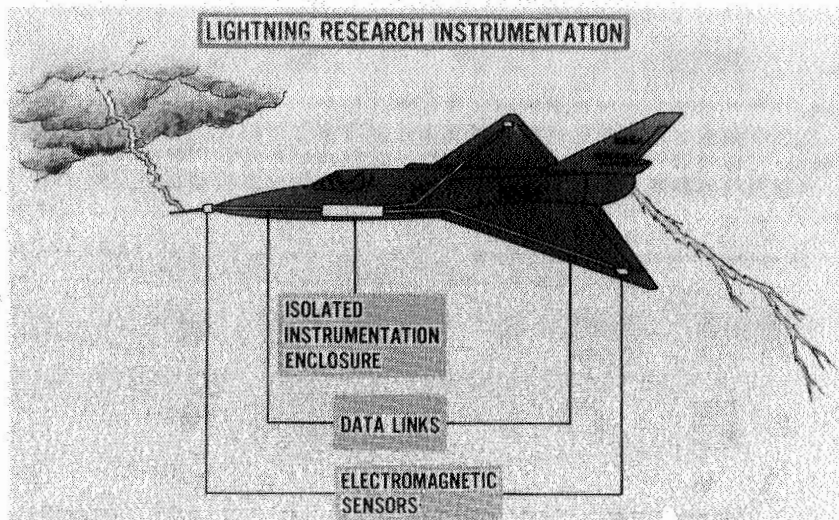 LIGHTNING RESEARCH INSTRUMENTATION
ISOLATED
INSTRUMENTATION
ENCLOSURE
DATA LINKS
ELECTROMAGNETIC
SENSORS